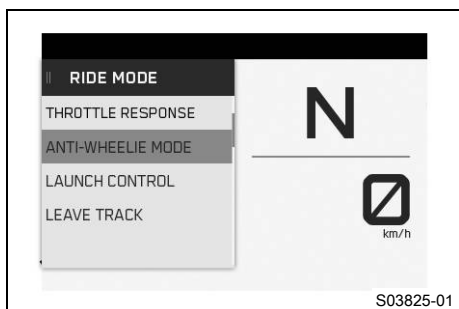 RIDE MODE
THROTTLE RESPONSE
ANTI-WHEELIE MODE
LAUNCH CONTROL
LEAVE TRACK
N
0
km/h
S03825-01